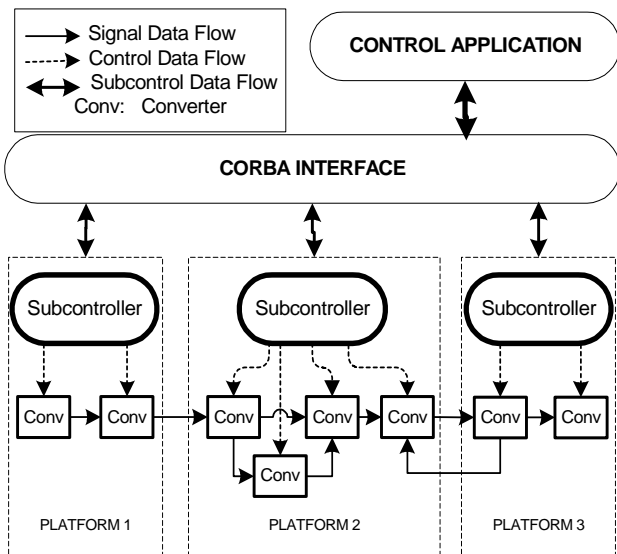 Signal Data Flow
Control Data Flow
Subcontrol Data Flow
Conv: Converter
CONTROL APPLICATION
CORBA INTERFACE
Subcontroller
Subcontroller
Subcontroller
Conv
Conv
Conv
Conv
Conv
Conv
Conv
Conv
PLATFORM 1
PLATFORM 2
PLATFORM 3